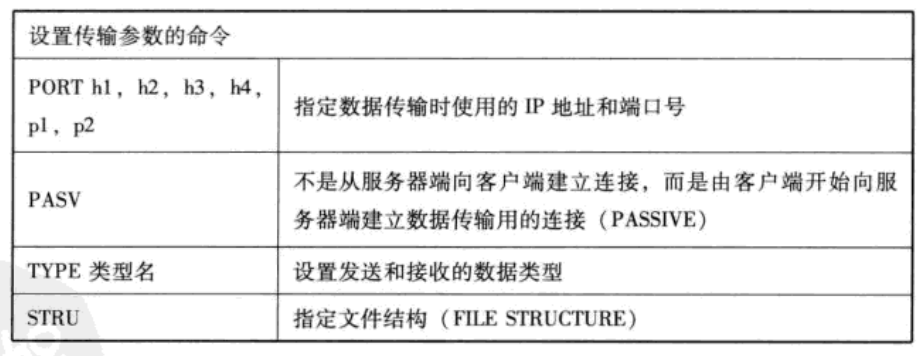 设置传输参数的命令
PORT h1，h2，h3，h4，
p1，p2
指定数据传输时使用的 IP 地址和端口号
PASV
不是从服务器端向客户端建立连接，而是由客户端开始向服
务器端建立数据传输用的连接（PASSIVE）
TYPE 类型名
设置发送和接收的数据类型
STRU
指定文件结构（FILE STRUCTURE）